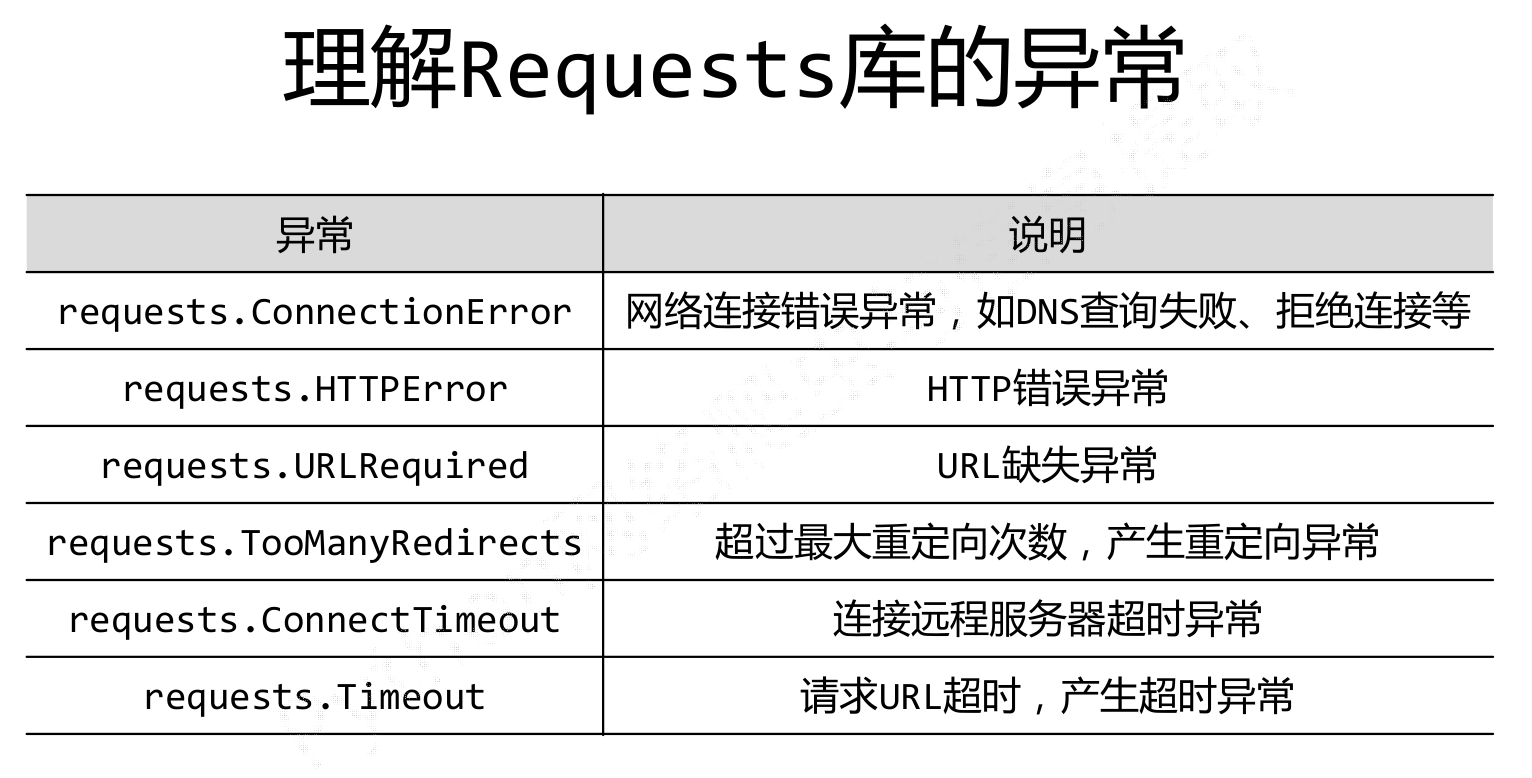 理解Requests库的异常
异常 说明
requests.ConnectionError 网络连接错误异常，如DNS查询失败、拒绝连接等
requests.HTTPError HTTP错误异常
requests.URLRequired URL缺失异常
requests.TooManyRedirects 超过最大重定向次数，产生重定向异常
requests.ConnectTimeout 连接远程服务器超时异常
requests.Timeout 请求URL超时，产生超时异常